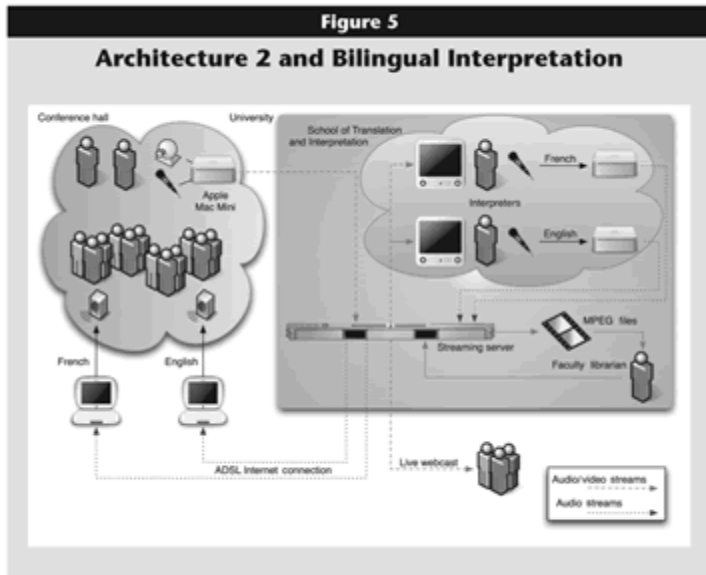 Figure 5
Architecture 2 and Bilingual Interpretation
Conference hall
University
School of Translation
and Interpretation
Apple
Mac Mini
French
Interpreters
English
MPEG files
Streaming server
Faculty librarian
French
English
ADSL Internet connection
Live webcast
Audio/video streams
Audio streams